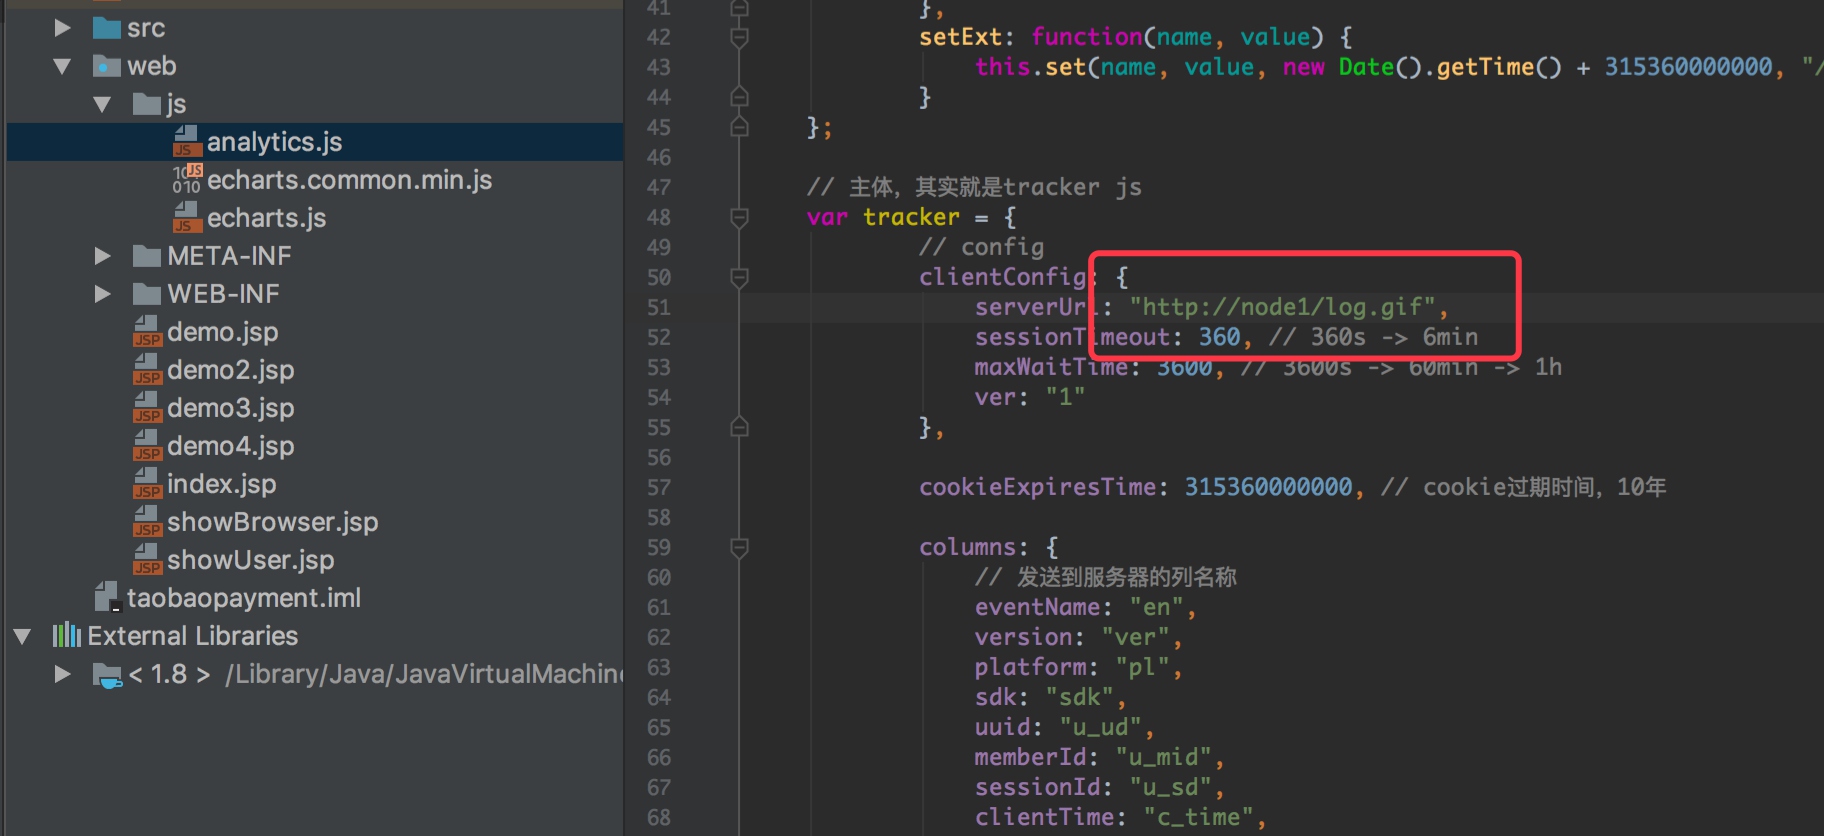 src
web
js
analytics.js
echarts.common.min.js
echarts.js
META-INF
WEB-INF
demo.jsp
demo2.jsp
demo3.jsp
demo4.jsp
index.jsp
showBrowser.jsp
showUser.jsp
taobaopayment.iml
External Libraries
< 1.8 > /Library/Java/JavaVirtualMachin
41 },
42 setExt: function(name, value) {
43 this.set(name, value, new Date().getTime() + 315360000000, "/
44 }
45 };
46
47 // 主体，其实就是tracker js
48 var tracker = {
49 // config
50 clientConfig: {
51 serverUrl: "http://node1/log.gif",
52 sessionTimeout: 360, // 360s -> 6min
53 maxWaitTime: 3600, // 3600s -> 60min -> 1h
54 ver: "1"
55 },
56
57 cookieExpiresTime: 315360000000, // cookie过期时间，10年
58
59 columns: {
60 // 发送到服务器的列名称
61 eventName: "en",
62 version: "ver",
63 platform: "pl",
64 sdk: "sdk",
65 uuid: "u_ud",
66 memberId: "u_mid",
67 sessionId: "u_sd",
68 clientTime: "c_time",